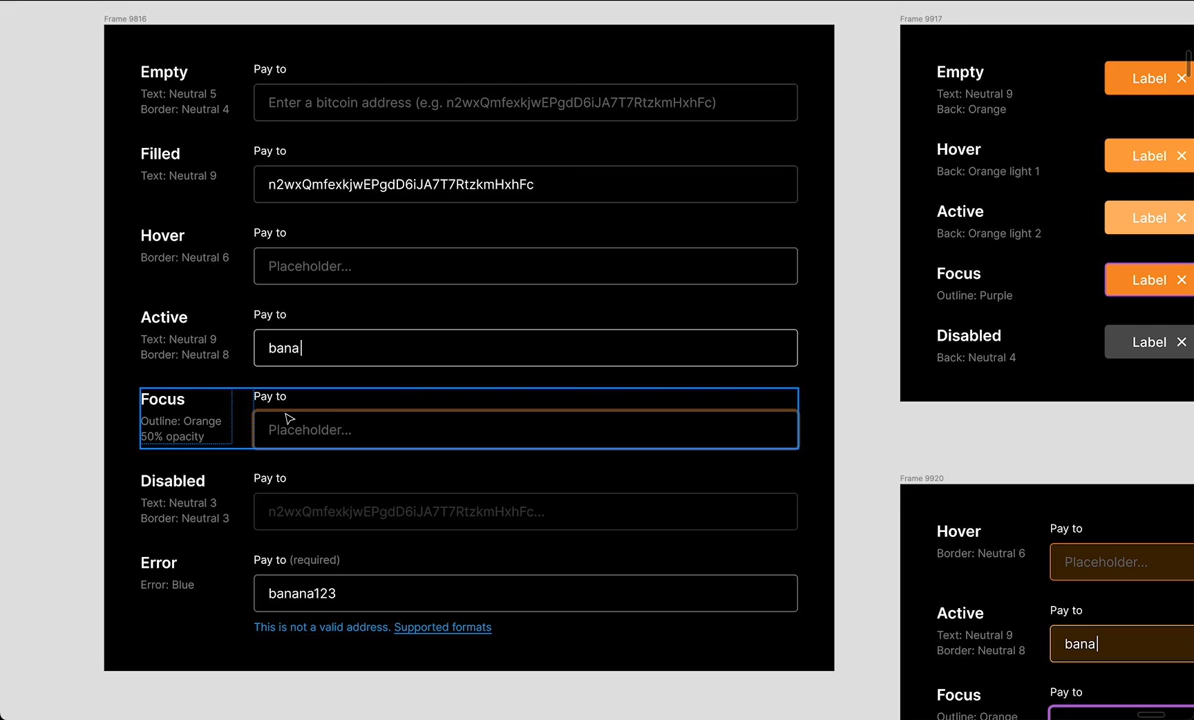 Frame 9816
Empty
Text: Neutral 5
Border: Neutral 4
Pay to
Enter a bitcoin address (e.g. n2wxQmfexkjwEPgdD6iJA7T7RtzkmHxhFc)
Filled
Text: Neutral 9
Pay to
n2wxQmfexkjwEPgdD6iJA7T7RtzkmHxhFc
Hover
Border: Neutral 6
Pay to
Placeholder...
Active
Text: Neutral 9
Border: Neutral 8
Pay to
bana
Focus
Outline: Orange
50% opacity
Pay to
Placeholder...
Disabled
Text: Neutral 3
Border: Neutral 3
Pay to
n2wxQmfexkjwEPgdD6iJA7T7RtzkmHxhFc...
Error
Error: Blue
Pay to (required)
banana123
This is not a valid address. Supported formats
Frame 9917
Empty
Text: Neutral 9
Back: Orange
Label
Hover
Back: Orange light 1
Label
Active
Back: Orange light 2
Label
Focus
Outline: Purple
Label
Disabled
Back: Neutral 4
Label
Frame 9920
Hover
Border: Neutral 6
Pay to
Placeholder...
Active
Text: Neutral 9
Border: Neutral 8
Pay to
bana
Focus
Outline: Orange
Pay to